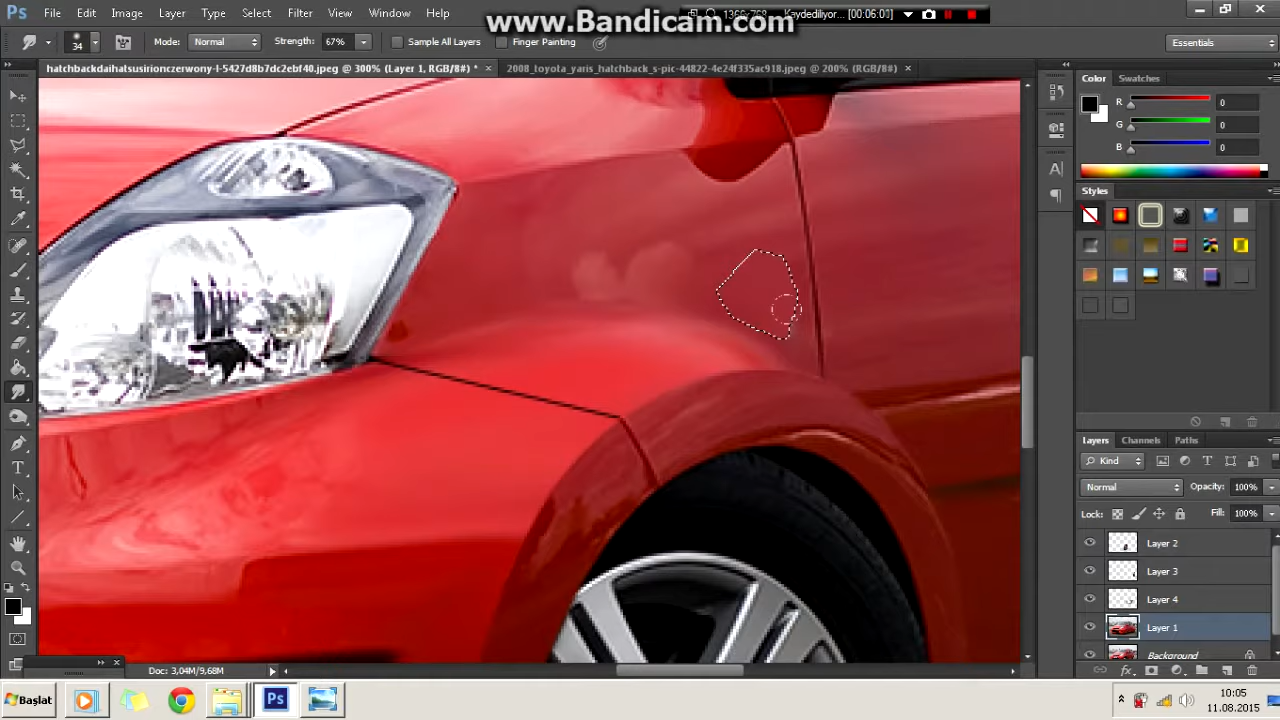 Ps File Edit Image Layer Type Select Filter View Window Help
www.Bandicam.com
1366x768 Kaydediliyor... [00:06:01]
34 Mode: Normal Strength: 67% Sample All Layers Finger Painting Essentials
hatchbackdaihatsusirionczerwony-l-5427d8b7dc2ebf40.jpeg @ 300% (Layer 1, RGB/8#) * × 2008_toyota_yaris_hatchback_s-pic-44822-4e24f335ac918.jpeg @ 200% (RGB/8#) ×
Color Swatches
R 0
G 0
B 0
Styles
Layers Channels Paths
Kind
Normal Opacity: 100%
Lock: Fill: 100%
Layer 2
Layer 3
Layer 4
Layer 1
Background
Doc: 3,04M/9,68M
Başlat Ps
10:05
11.08.2015